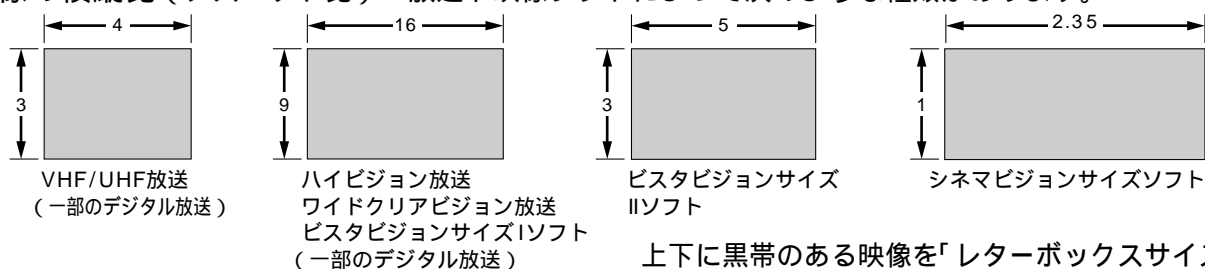 4
16
5
2.35
3
9
3
1
VHF/UHF放送
(一部のデジタル放送)
ハイビジョン放送
ワイドクリアビジョン放送
ビスタビジョンサイズIソフト
(一部のデジタル放送)
ビスタビジョンサイズ
IIソフト
シネマビジョンサイズソフト
上下に黒帯のある映像を「レターボックスサイズ